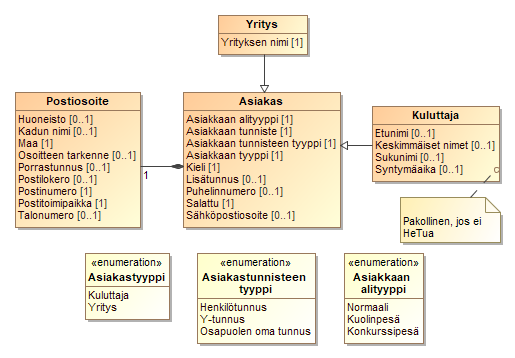 Yritys
Yrityksen nimi [1]
Postiosoite
Huoneisto [0..1]
Kadun nimi [0..1]
Maa [1]
Osoitteen tarkenne [0..1]
Porrastunnus [0..1]
Postilokero [0..1]
Postinumero [1]
Postitoimipaikka [1]
Talonumero [0..1]
1
Asiakas
Asiakkaan alityyppi [1]
Asiakkaan tunniste [1]
Asiakkaan tunnisteen tyyppi [1]
Asiakkaan tyyppi [1]
Kieli [1]
Lisätunnus [0..1]
Puhelinnumero [0..1]
Salattu [1]
Sähköpostiosoite [0..1]
Kuluttaja
Etunimi [0..1]
Keskimmäiset nimet [0..1]
Sukunimi [0..1]
Syntymäaika [0..1]
Pakollinen, jos ei
HeTua
«enumeration»
Asiakastyyppi
Kuluttaja
Yritys
«enumeration»
Asiakastunnisteen
tyyppi
Henkilötunnus
Y-tunnus
Osapuolen oma tunnus
«enumeration»
Asiakkaan
alityyppi
Normaali
Kuolinpesä
Konkurssipesä